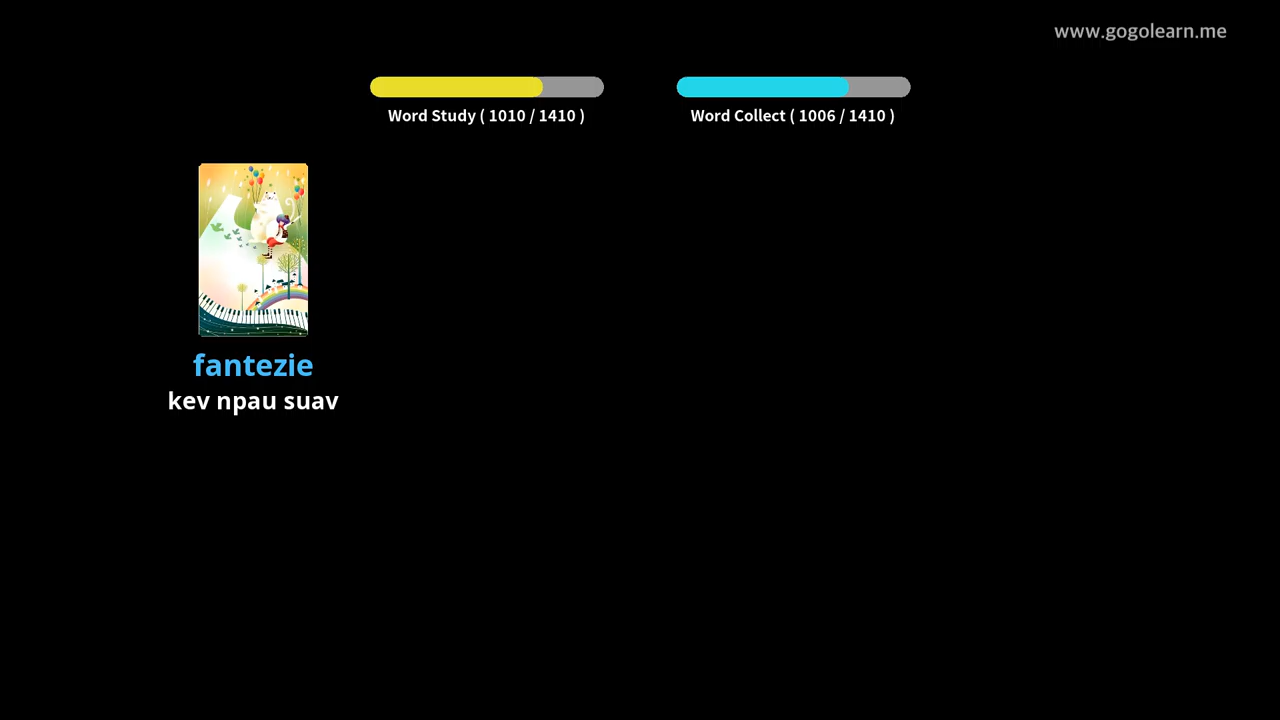 www.gogolearn.me
Word Study ( 1010 / 1410 )
Word Collect ( 1006 / 1410 )
fantezie
kev npau suav